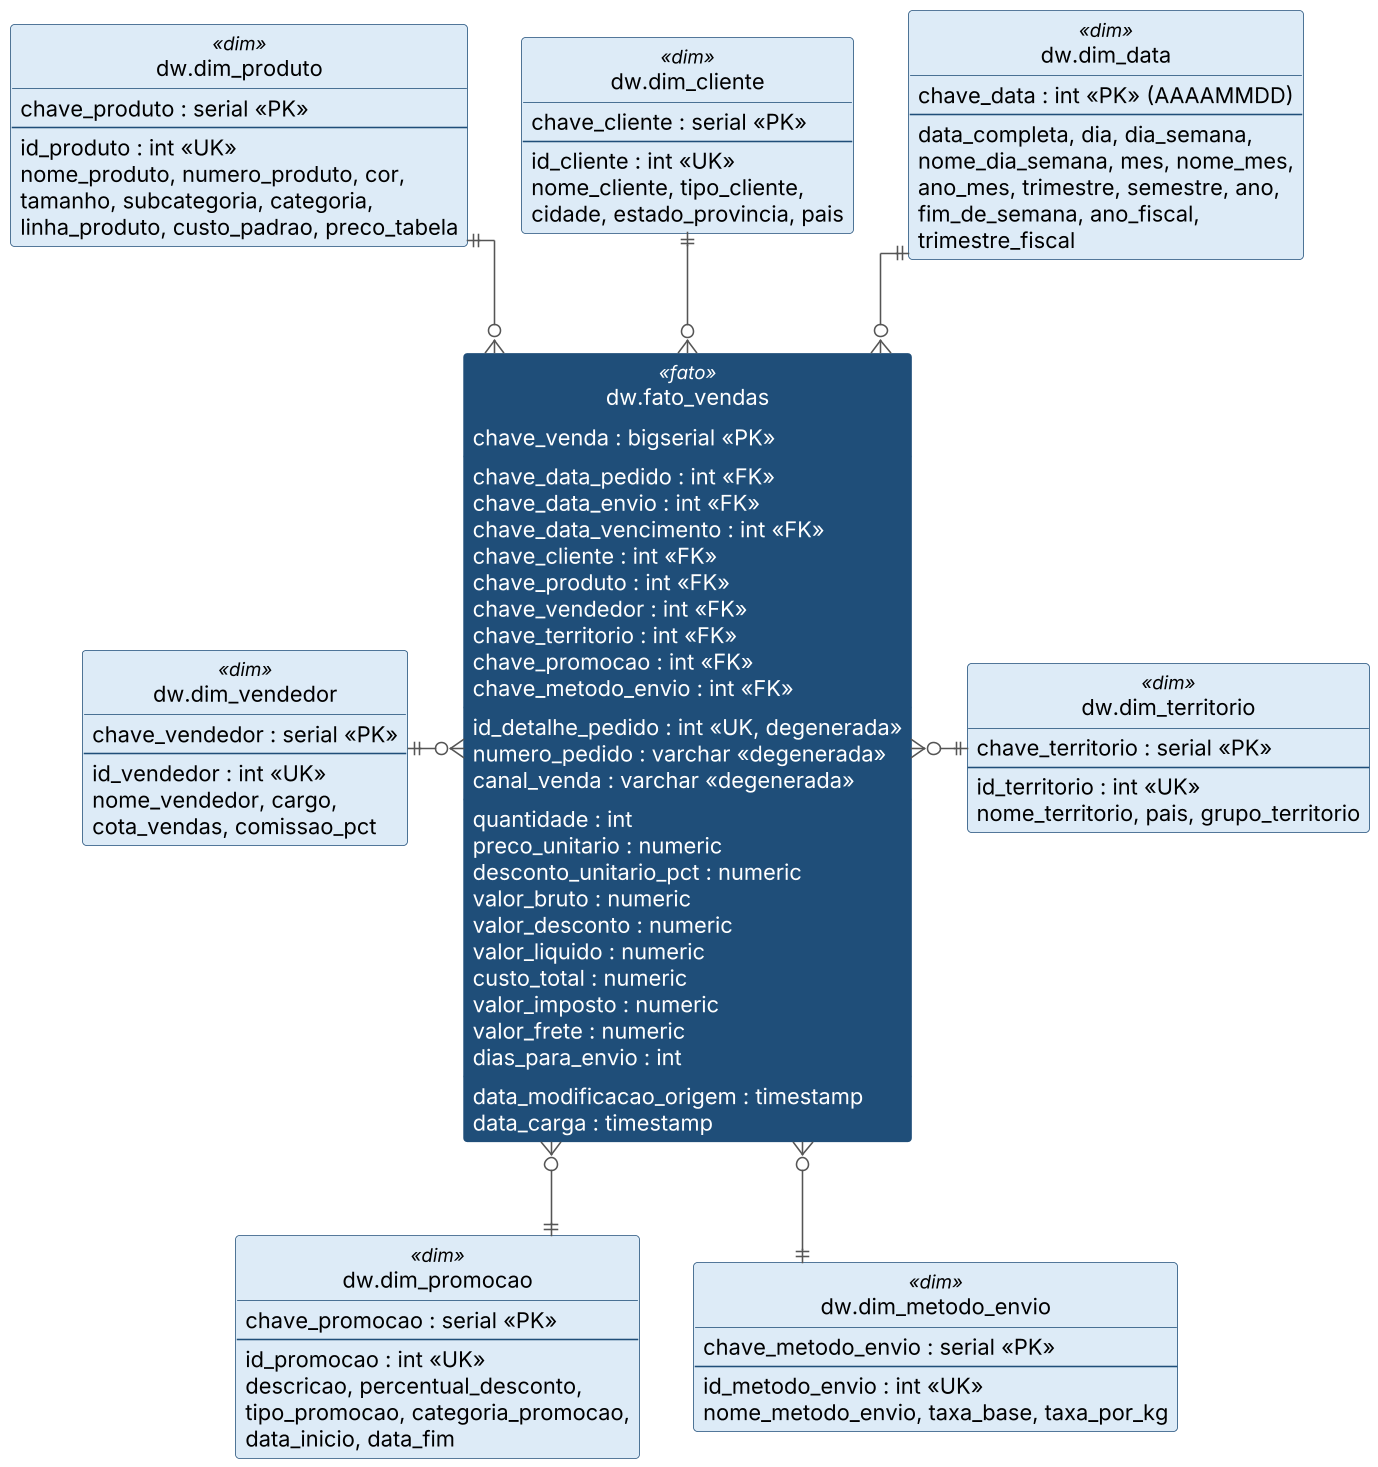 «dim»
dw.dim_produto
chave_produto : serial «PK»
id_produto : int «UK»
nome_produto, numero_produto, cor,
tamanho, subcategoria, categoria,
linha_produto, custo_padrao, preco_tabela
«dim»
dw.dim_cliente
chave_cliente : serial «PK»
id_cliente : int «UK»
nome_cliente, tipo_cliente,
cidade, estado_provincia, pais
«dim»
dw.dim_data
chave_data : int «PK» (AAAAMMDD)
data_completa, dia, dia_semana,
nome_dia_semana, mes, nome_mes,
ano_mes, trimestre, semestre, ano,
fim_de_semana, ano_fiscal,
trimestre_fiscal
«fato»
dw.fato_vendas
chave_venda : bigserial «PK»
chave_data_pedido : int «FK»
chave_data_envio : int «FK»
chave_data_vencimento : int «FK»
chave_cliente : int «FK»
chave_produto : int «FK»
chave_vendedor : int «FK»
chave_territorio : int «FK»
chave_promocao : int «FK»
chave_metodo_envio : int «FK»
id_detalhe_pedido : int «UK, degenerada»
numero_pedido : varchar «degenerada»
canal_venda : varchar «degenerada»
quantidade : int
preco_unitario : numeric
desconto_unitario_pct : numeric
valor_bruto : numeric
valor_desconto : numeric
valor_liquido : numeric
custo_total : numeric
valor_imposto : numeric
valor_frete : numeric
dias_para_envio : int
data_modificacao_origem : timestamp
data_carga : timestamp
«dim»
dw.dim_vendedor
chave_vendedor : serial «PK»
id_vendedor : int «UK»
nome_vendedor, cargo,
cota_vendas, comissao_pct
«dim»
dw.dim_territorio
chave_territorio : serial «PK»
id_territorio : int «UK»
nome_territorio, pais, grupo_territorio
«dim»
dw.dim_promocao
chave_promocao : serial «PK»
id_promocao : int «UK»
descricao, percentual_desconto,
tipo_promocao, categoria_promocao,
data_inicio, data_fim
«dim»
dw.dim_metodo_envio
chave_metodo_envio : serial «PK»
id_metodo_envio : int «UK»
nome_metodo_envio, taxa_base, taxa_por_kg